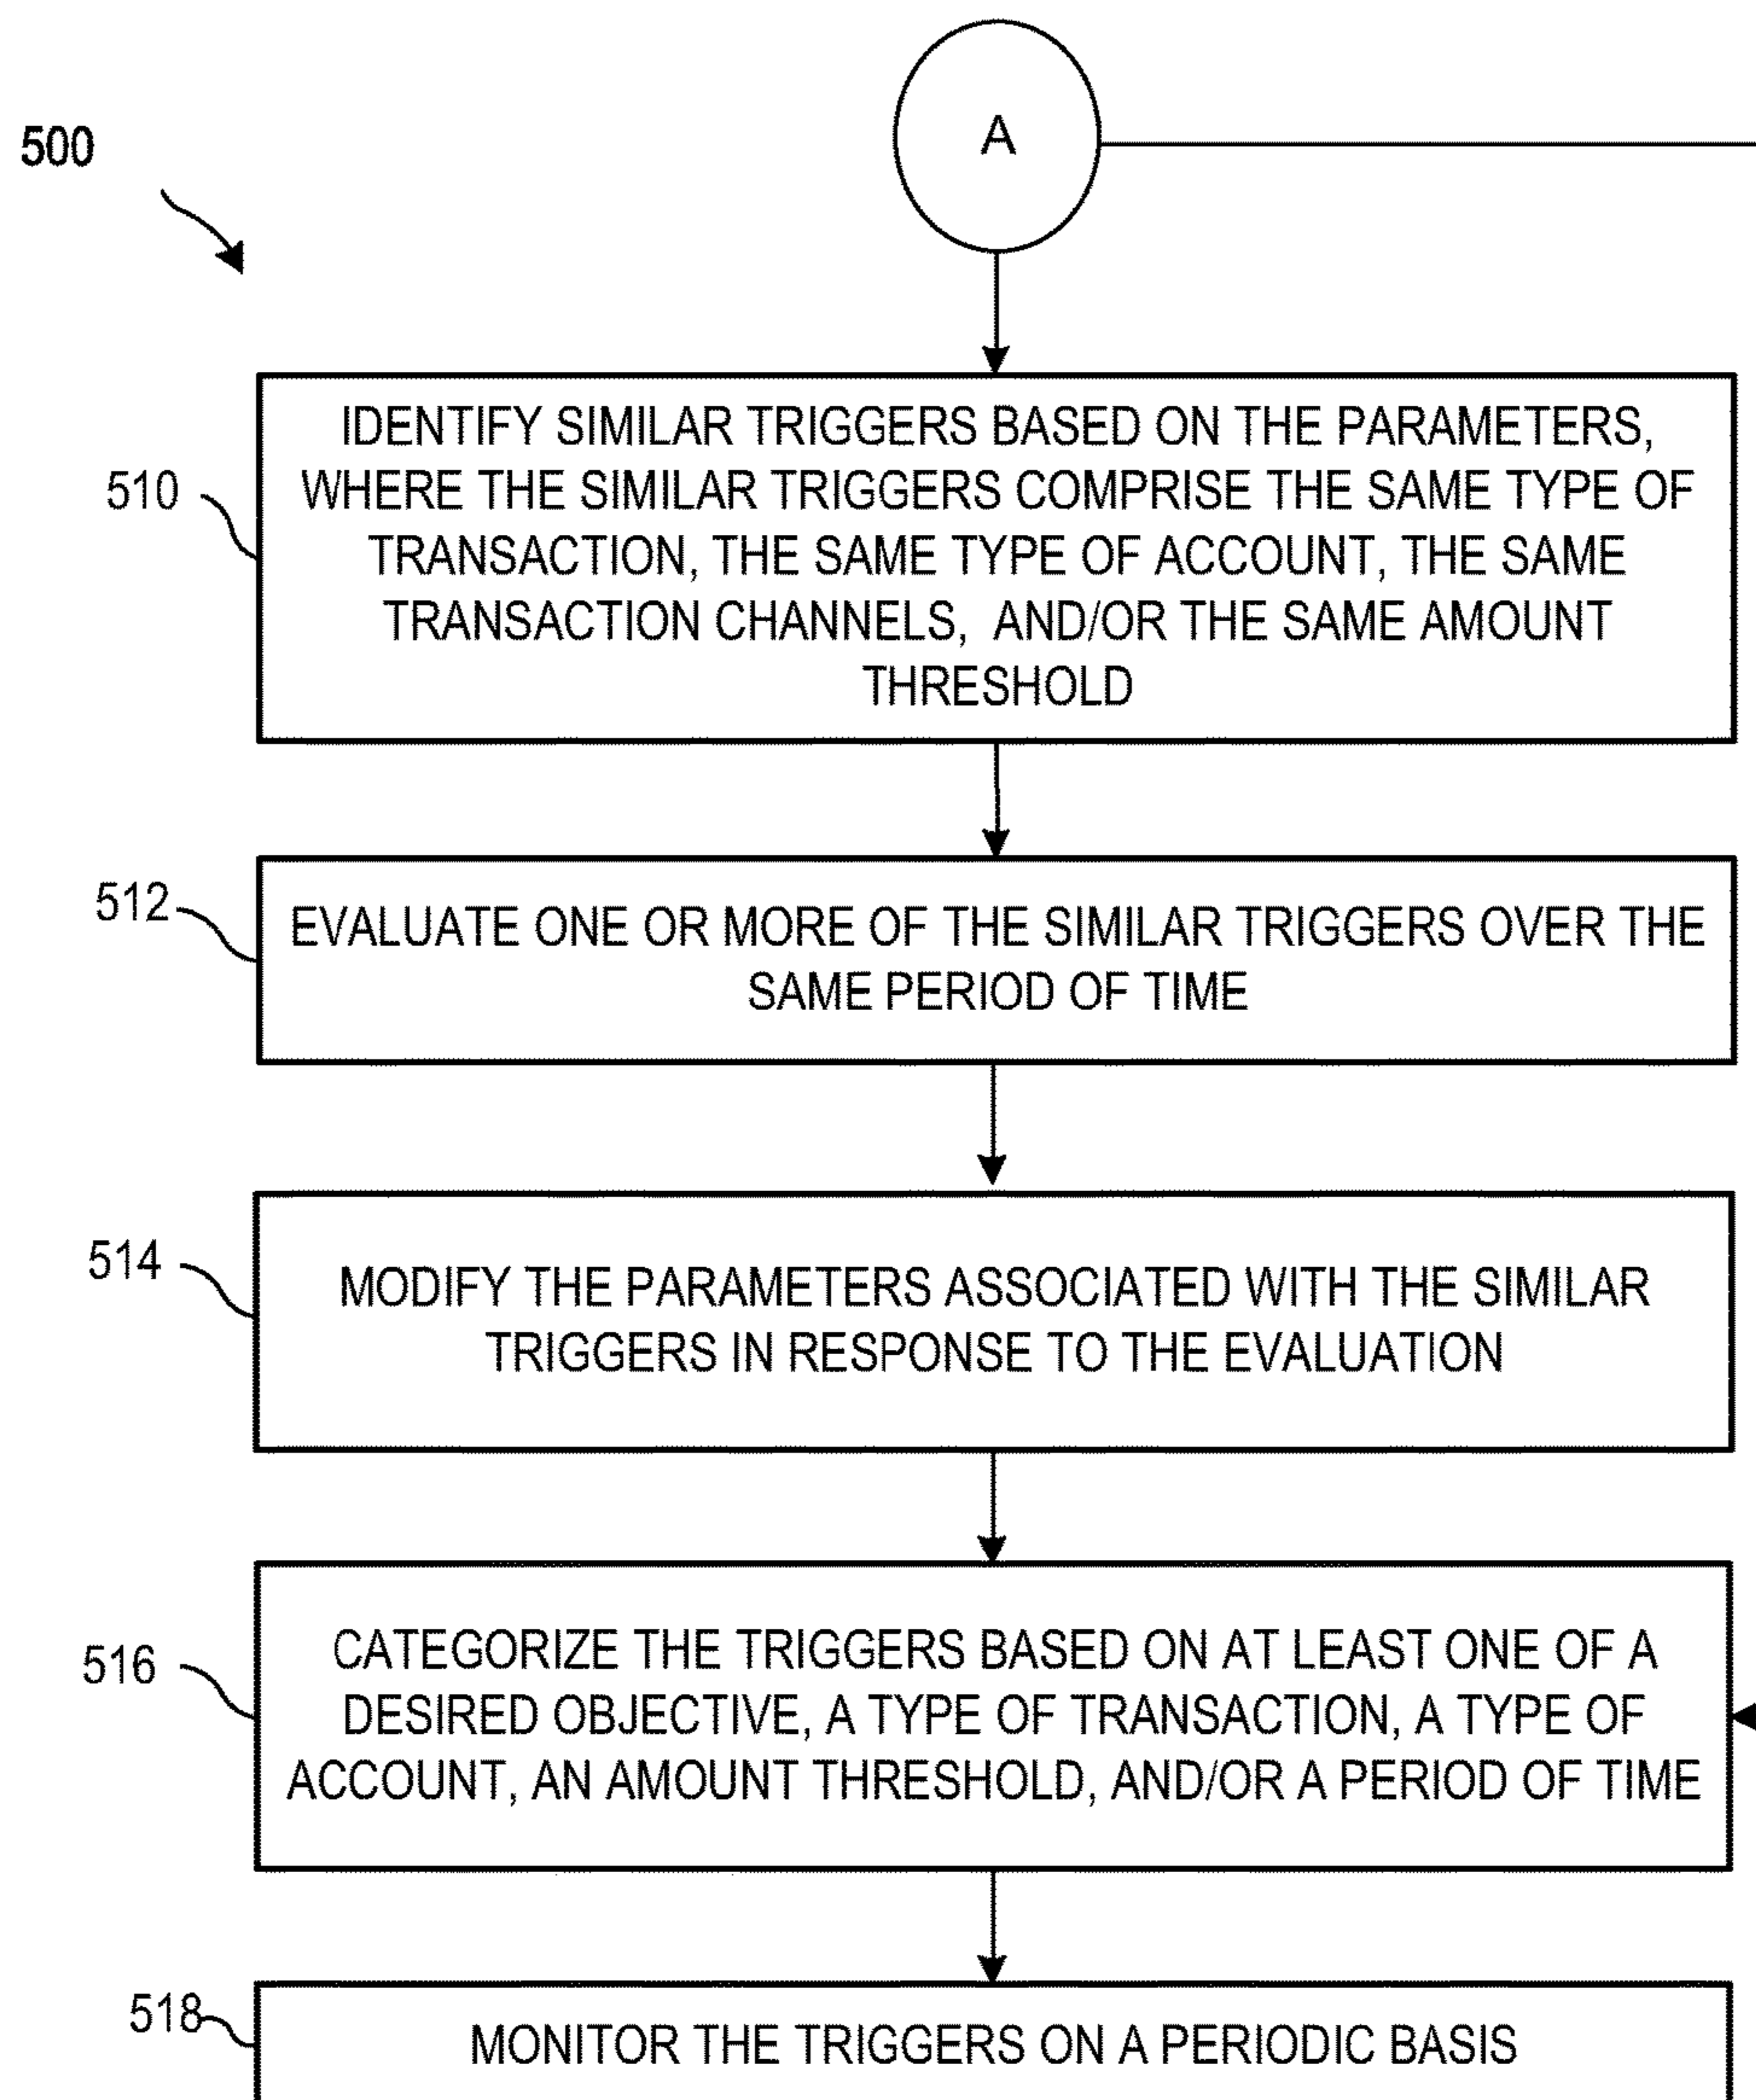 500
A
510
IDENTIFY SIMILAR TRIGGERS BASED ON THE PARAMETERS,
WHERE THE SIMILAR TRIGGERS COMPRISE THE SAME TYPE OF
TRANSACTION, THE SAME TYPE OF ACCOUNT, THE SAME
TRANSACTION CHANNELS, AND/OR THE SAME AMOUNT
THRESHOLD
512
EVALUATE ONE OR MORE OF THE SIMILAR TRIGGERS OVER THE
SAME PERIOD OF TIME
514
MODIFY THE PARAMETERS ASSOCIATED WITH THE SIMILAR
TRIGGERS IN RESPONSE TO THE EVALUATION
516
CATEGORIZE THE TRIGGERS BASED ON AT LEAST ONE OF A
DESIRED OBJECTIVE, A TYPE OF TRANSACTION, A TYPE OF
ACCOUNT, AN AMOUNT THRESHOLD, AND/OR A PERIOD OF TIME
518
MONITOR THE TRIGGERS ON A PERIODIC BASIS